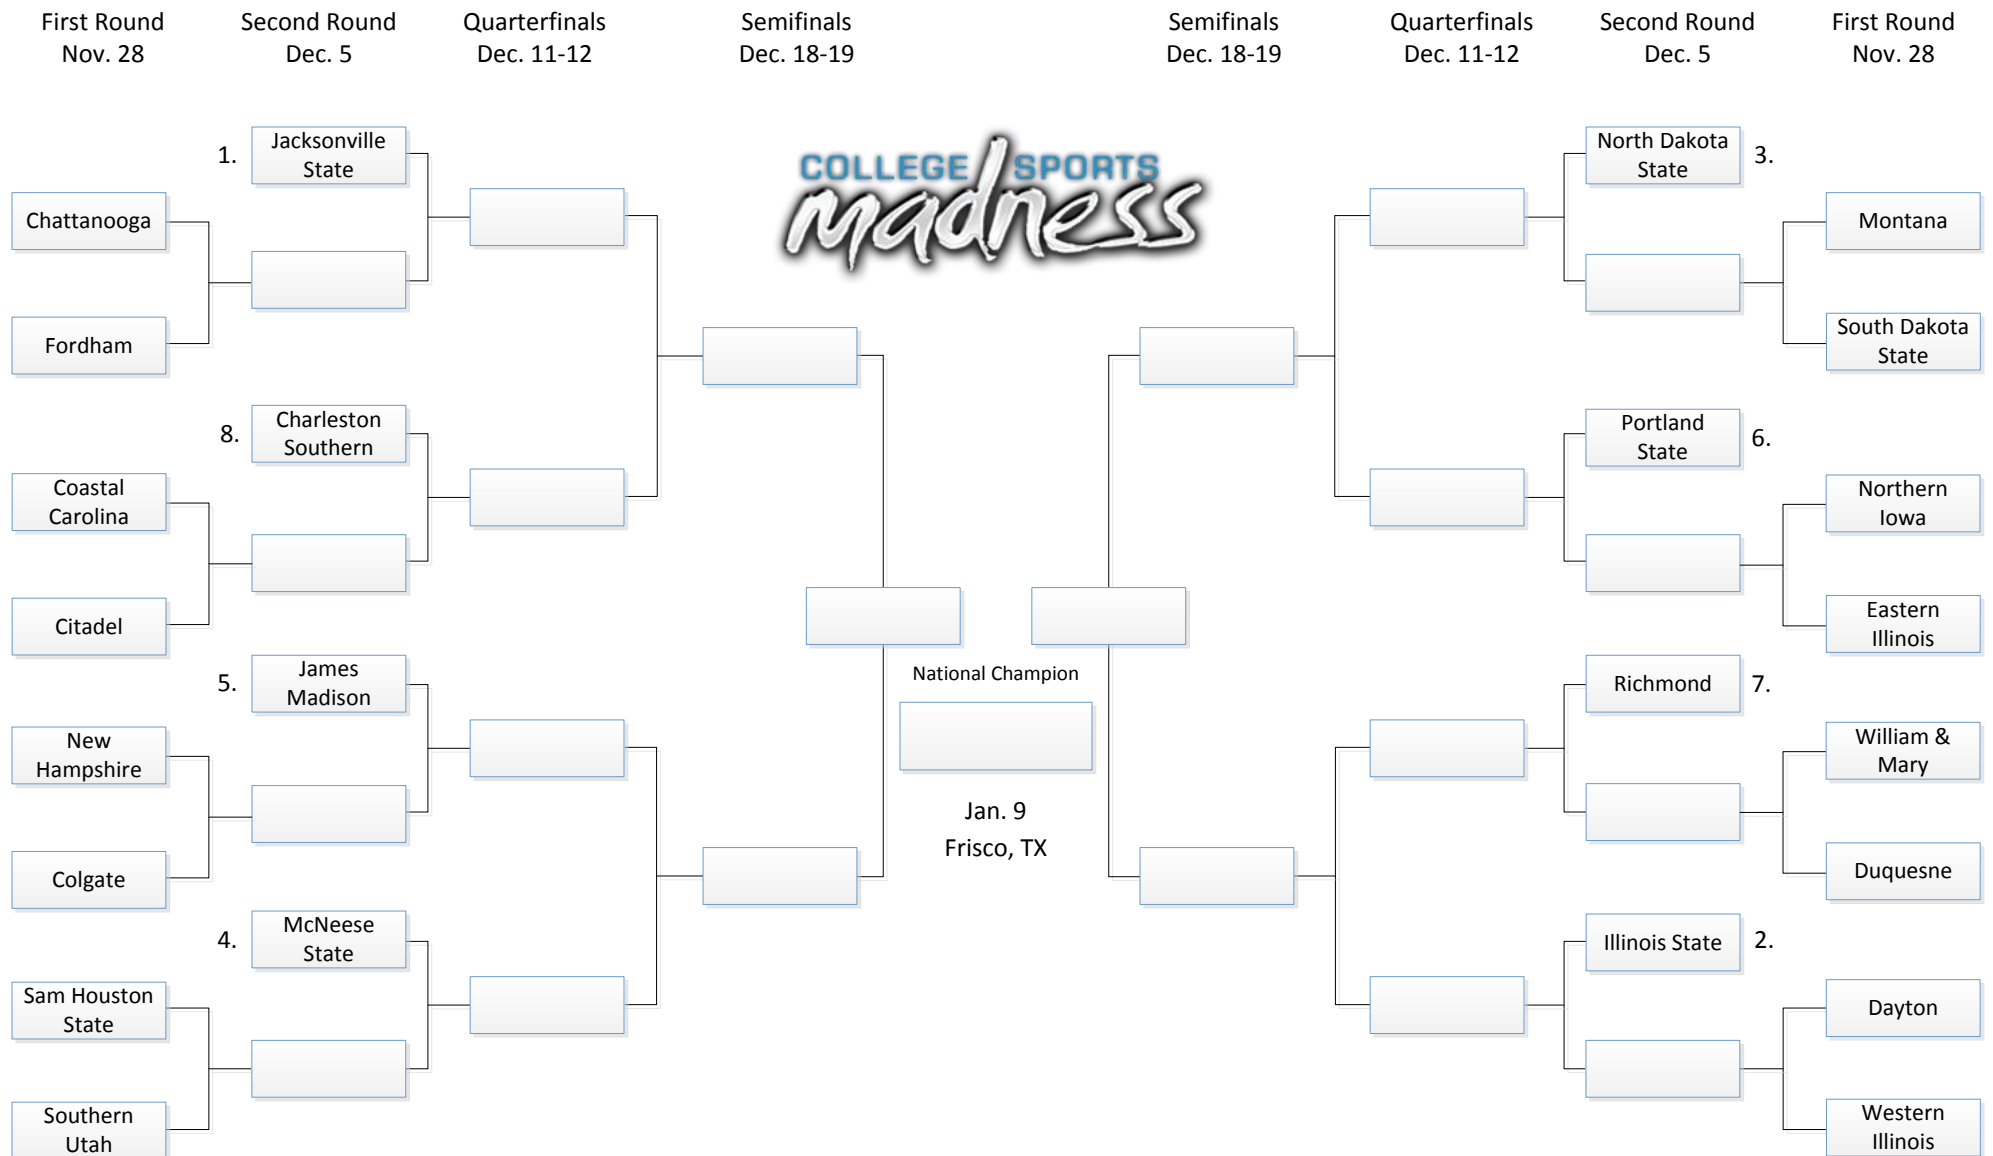 First Round
Nov. 28
Second Round
Dec. 5
Quarterfinals
Dec. 11-12
Semifinals
Dec. 18-19
Semifinals
Dec. 18-19
Quarterfinals
Dec. 11-12
Second Round
Dec. 5
First Round
Nov. 28
COLLEGE SPORTS
madness
1.
Jacksonville
State
Chattanooga
Fordham
8.
Charleston
Southern
Coastal
Carolina
Citadel
5.
James
Madison
New
Hampshire
Colgate
4.
McNeese
State
Sam Houston
State
Southern
Utah
National Champion
Jan. 9
Frisco, TX
North Dakota
State
3.
Montana
South Dakota
State
Portland
State
6.
Northern
Iowa
Eastern
Illinois
Richmond
7.
William &
Mary
Duquesne
Illinois State
2.
Dayton
Western
Illinois